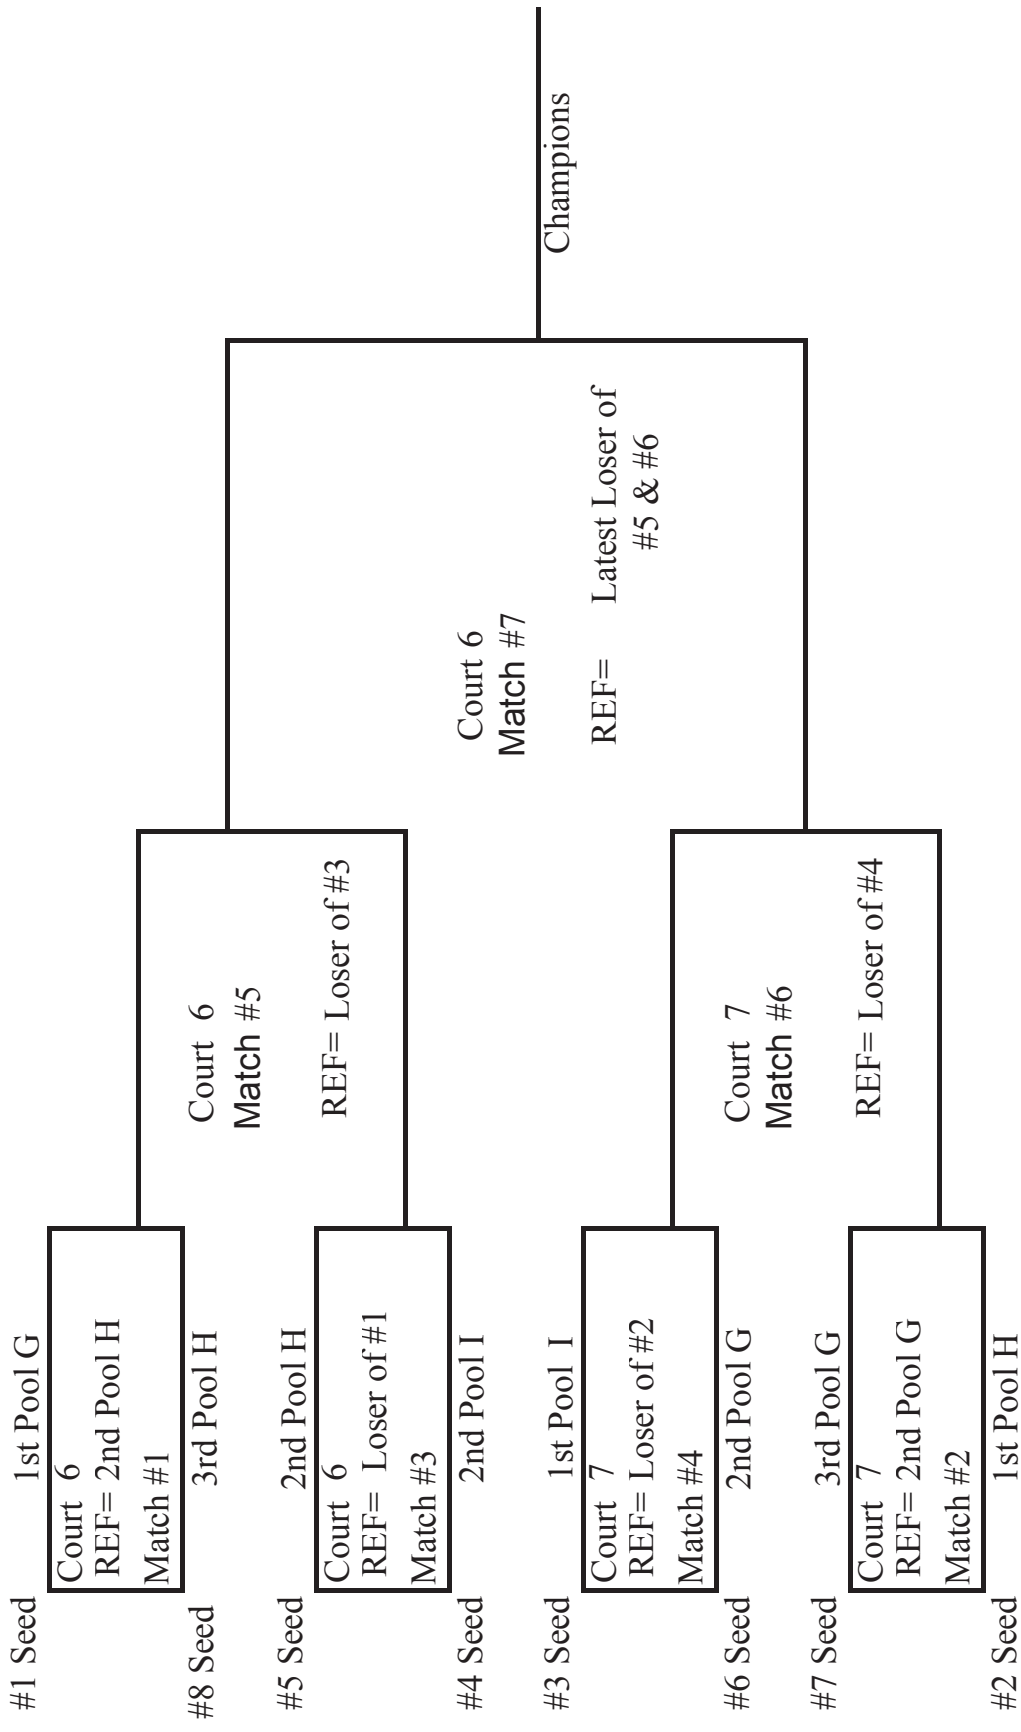 #1 Seed
1st Pool G
Court 6
REF= 2nd Pool H
Match #1
#8 Seed
3rd Pool H
#5 Seed
2nd Pool H
Court 6
REF= Loser of #1
Match #3
#4 Seed
2nd Pool I
#3 Seed
1st Pool I
Court 7
REF= Loser of #2
Match #4
#6 Seed
2nd Pool G
#7 Seed
3rd Pool G
Court 7
REF= 2nd Pool G
Match #2
#2 Seed
1st Pool H
Court 6
Match #5
REF= Loser of #3
Court 7
Match #6
REF= Loser of #4
Court 6
Match #7
REF= Latest Loser of
#5 & #6
Champions